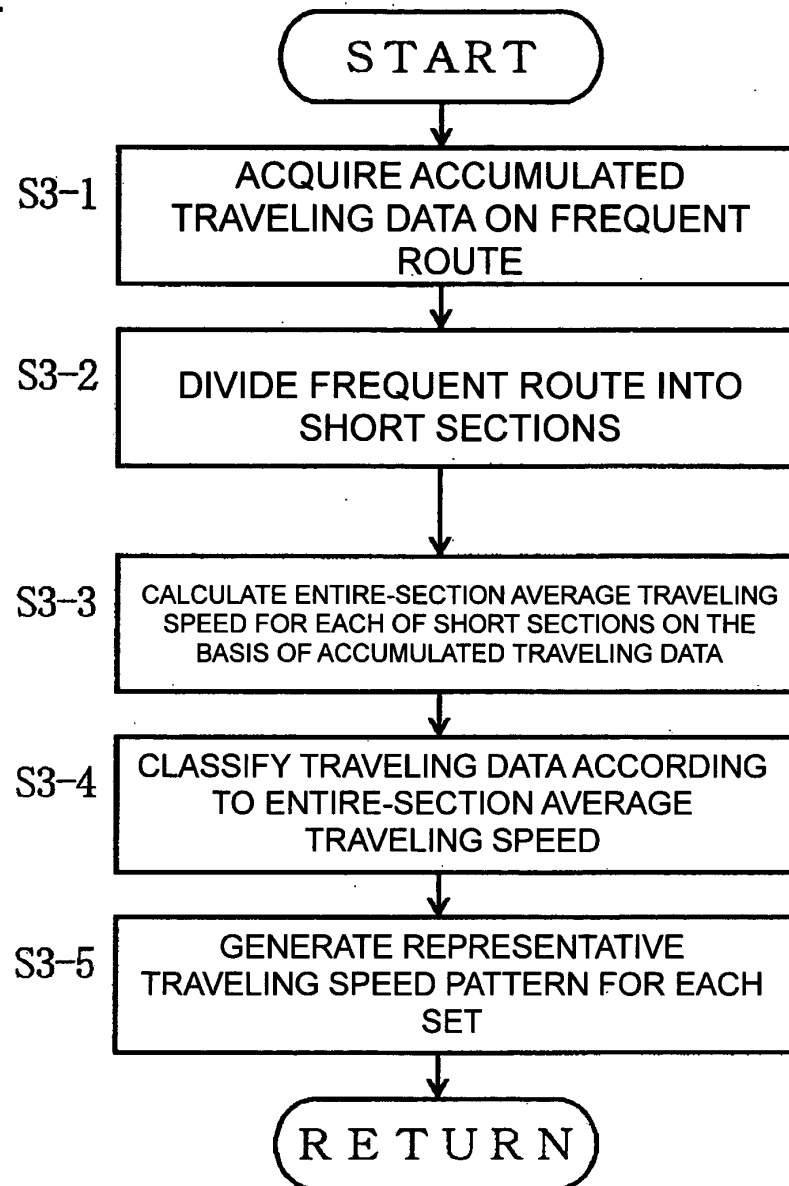 START
S3-1
ACQUIRE ACCUMULATED
TRAVELING DATA ON FREQUENT
ROUTE
S3-2
DIVIDE FREQUENT ROUTE INTO
SHORT SECTIONS
S3-3
CALCULATE ENTIRE-SECTION AVERAGE TRAVELING
SPEED FOR EACH OF SHORT SECTIONS ON THE
BASIS OF ACCUMULATED TRAVELING DATA
S3-4
CLASSIFY TRAVELING DATA ACCORDING
TO ENTIRE-SECTION AVERAGE
TRAVELING SPEED
S3-5
GENERATE REPRESENTATIVE
TRAVELING SPEED PATTERN FOR EACH
SET
RETURN